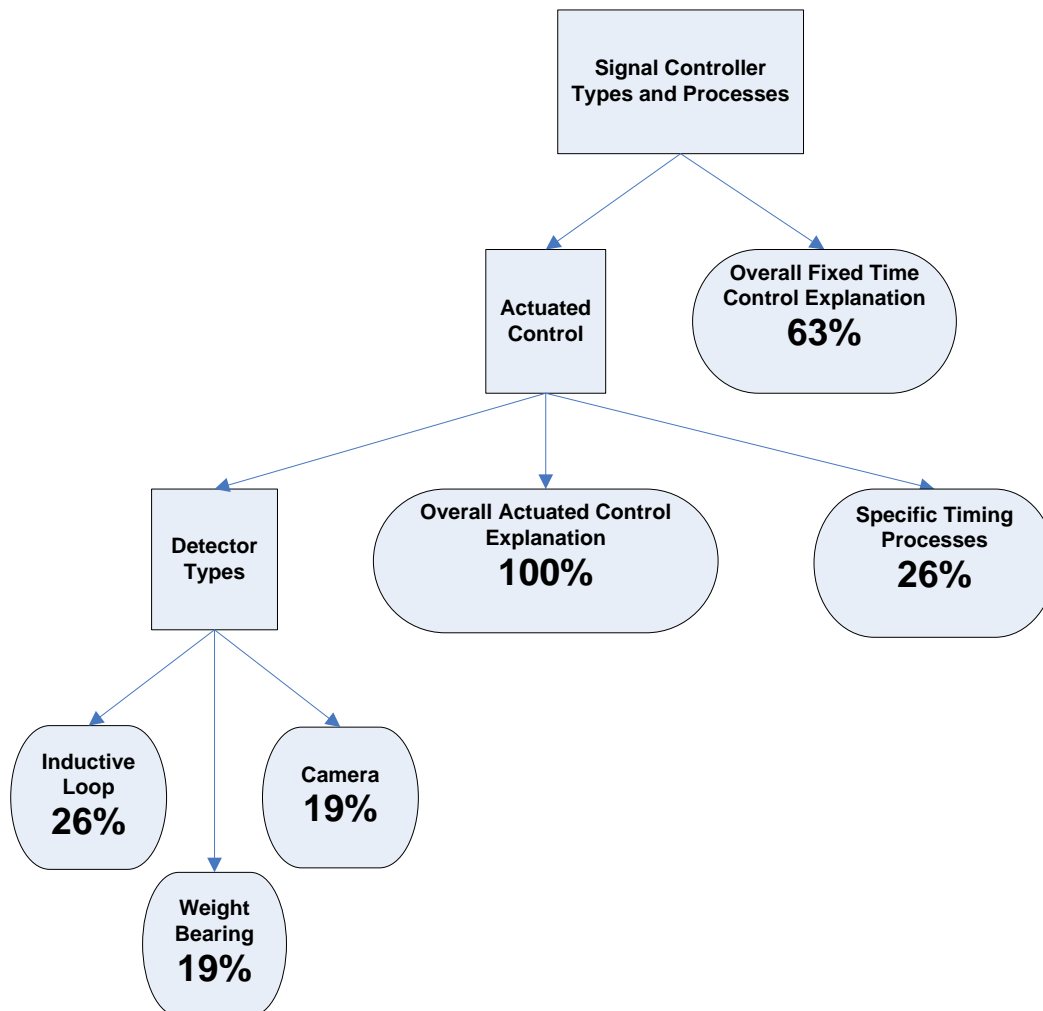 Signal Controller
Types and Processes
Actuated
Control
Overall Fixed Time
Control Explanation
63%
Detector
Types
Overall Actuated Control
Explanation
100%
Specific Timing
Processes
26%
Inductive
Loop
26%
Camera
19%
Weight
Bearing
19%